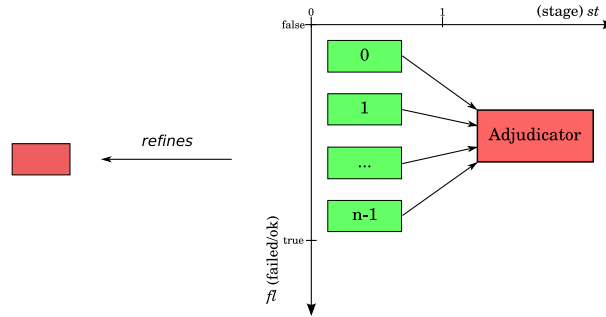 0
1
(stage) st
false
0
1
Adjudicator
refines
...
n-1
true
fl (failed/ok)